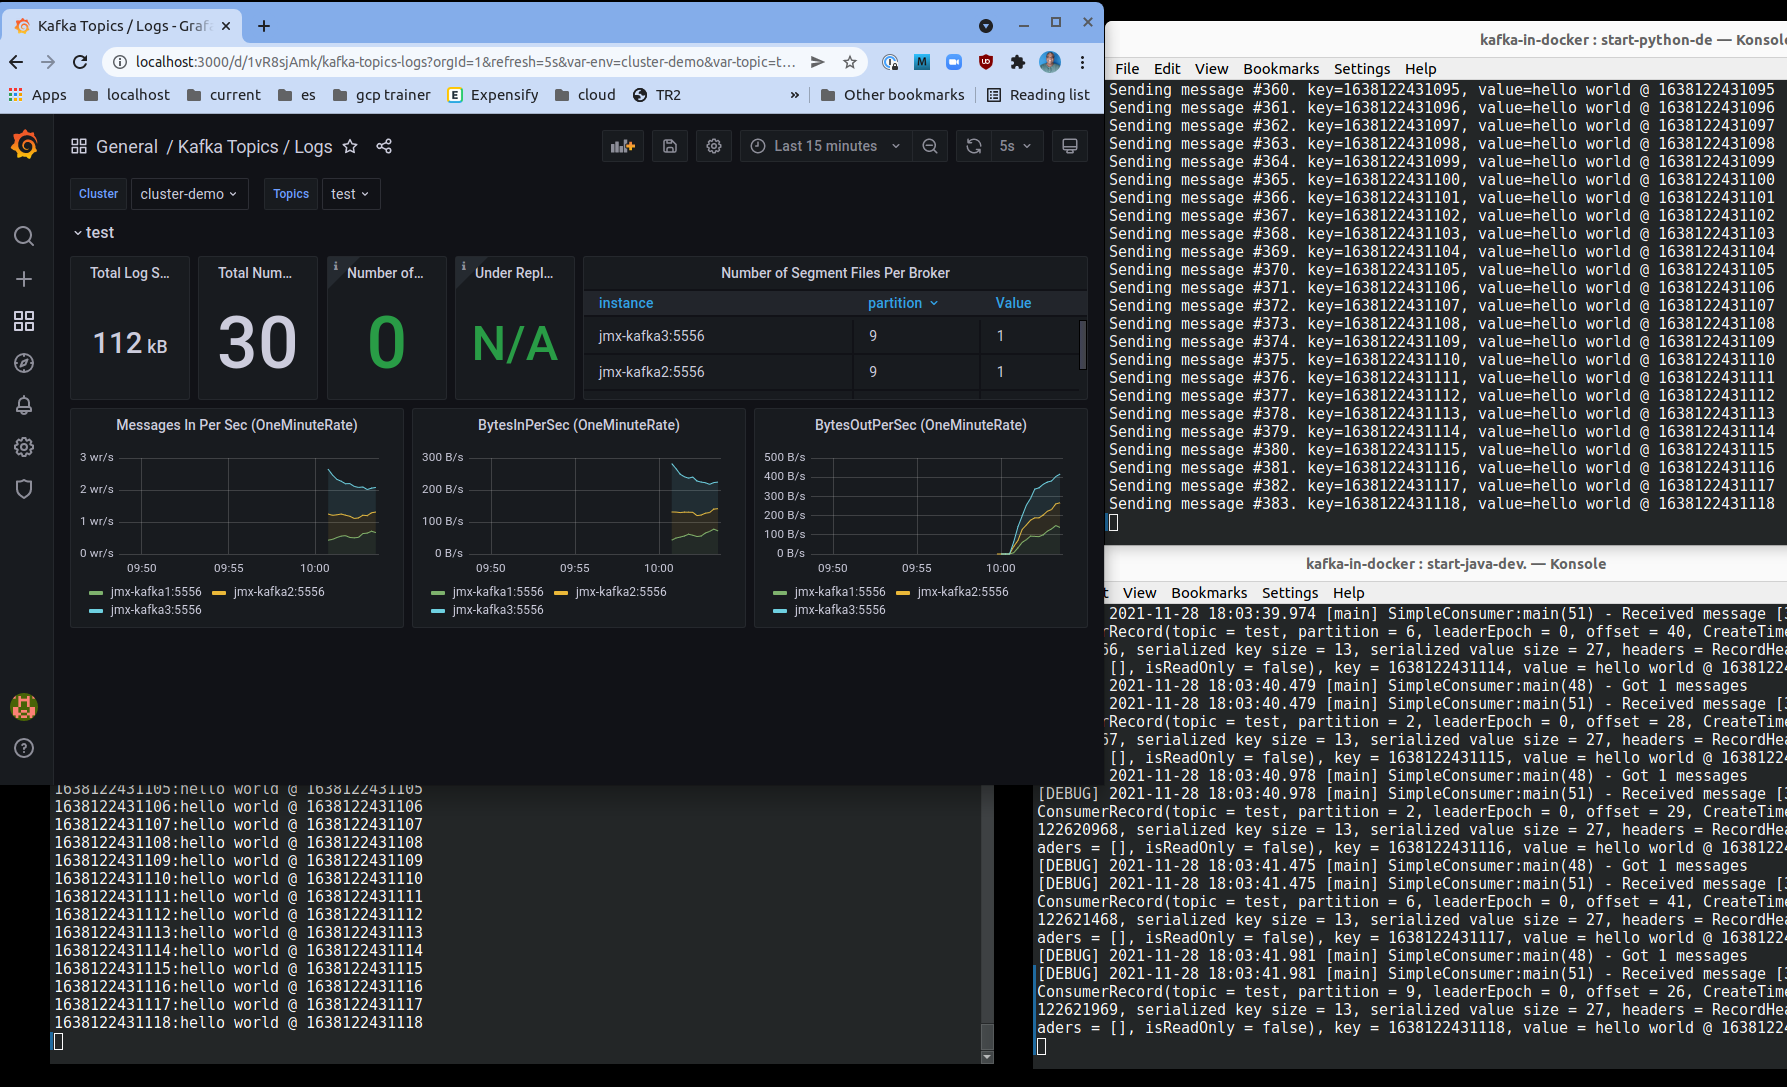 Kafka Topics / Logs - Grafa
localhost:3000/d/1vR8sjAmk/kafka-topics-logs?orgId=1&refresh=5s&var-env=cluster-demo&var-topic=t...
Apps localhost current es gcp trainer Expensify cloud TR2 » Other bookmarks Reading list
General / Kafka Topics / Logs
Last 15 minutes 5s
Cluster cluster-demo Topics test
test
Total Log S...
112 kB
Total Num...
30
Number of...
0
Under Repl...
N/A
Number of Segment Files Per Broker
instance partition Value
jmx-kafka3:5556 9 1
jmx-kafka2:5556 9 1
Messages In Per Sec (OneMinuteRate)
3 wr/s
2 wr/s
1 wr/s
0 wr/s
09:50 09:55 10:00
jmx-kafka1:5556 jmx-kafka2:5556
jmx-kafka3:5556
BytesInPerSec (OneMinuteRate)
300 B/s
200 B/s
100 B/s
0 B/s
09:50 09:55 10:00
jmx-kafka1:5556 jmx-kafka2:5556
jmx-kafka3:5556
BytesOutPerSec (OneMinuteRate)
500 B/s
400 B/s
300 B/s
200 B/s
100 B/s
0 B/s
09:50 09:55 10:00
jmx-kafka1:5556 jmx-kafka2:5556
jmx-kafka3:5556
kafka-in-docker : start-python-de — Konsole
File Edit View Bookmarks Settings Help
Sending message #360. key=1638122431095, value=hello world @ 1638122431095
Sending message #361. key=1638122431096, value=hello world @ 1638122431096
Sending message #362. key=1638122431097, value=hello world @ 1638122431097
Sending message #363. key=1638122431098, value=hello world @ 1638122431098
Sending message #364. key=1638122431099, value=hello world @ 1638122431099
Sending message #365. key=1638122431100, value=hello world @ 1638122431100
Sending message #366. key=1638122431101, value=hello world @ 1638122431101
Sending message #367. key=1638122431102, value=hello world @ 1638122431102
Sending message #368. key=1638122431103, value=hello world @ 1638122431103
Sending message #369. key=1638122431104, value=hello world @ 1638122431104
Sending message #370. key=1638122431105, value=hello world @ 1638122431105
Sending message #371. key=1638122431106, value=hello world @ 1638122431106
Sending message #372. key=1638122431107, value=hello world @ 1638122431107
Sending message #373. key=1638122431108, value=hello world @ 1638122431108
Sending message #374. key=1638122431109, value=hello world @ 1638122431109
Sending message #375. key=1638122431110, value=hello world @ 1638122431110
Sending message #376. key=1638122431111, value=hello world @ 1638122431111
Sending message #377. key=1638122431112, value=hello world @ 1638122431112
Sending message #378. key=1638122431113, value=hello world @ 1638122431113
Sending message #379. key=1638122431114, value=hello world @ 1638122431114
Sending message #380. key=1638122431115, value=hello world @ 1638122431115
Sending message #381. key=1638122431116, value=hello world @ 1638122431116
Sending message #382. key=1638122431117, value=hello world @ 1638122431117
Sending message #383. key=1638122431118, value=hello world @ 1638122431118
kafka-in-docker : start-java-dev. — Konsole
t View Bookmarks Settings Help
2021-11-28 18:03:39.974 [main] SimpleConsumer:main(51) - Received message [
erRecord(topic = test, partition = 6, leaderEpoch = 0, offset = 40, CreateTime
66, serialized key size = 13, serialized value size = 27, headers = RecordHea
[], isReadOnly = false), key = 1638122431114, value = hello world @ 1638122
2021-11-28 18:03:40.479 [main] SimpleConsumer:main(48) - Got 1 messages
2021-11-28 18:03:40.479 [main] SimpleConsumer:main(51) - Received message [
erRecord(topic = test, partition = 2, leaderEpoch = 0, offset = 28, CreateTime
67, serialized key size = 13, serialized value size = 27, headers = RecordHea
[], isReadOnly = false), key = 1638122431115, value = hello world @ 1638122
2021-11-28 18:03:40.978 [main] SimpleConsumer:main(48) - Got 1 messages
[DEBUG] 2021-11-28 18:03:40.978 [main] SimpleConsumer:main(51) - Received message [
ConsumerRecord(topic = test, partition = 2, leaderEpoch = 0, offset = 29, CreateTime
122620968, serialized key size = 13, serialized value size = 27, headers = RecordHea
aders = [], isReadOnly = false), key = 1638122431116, value = hello world @ 1638122
[DEBUG] 2021-11-28 18:03:41.475 [main] SimpleConsumer:main(48) - Got 1 messages
[DEBUG] 2021-11-28 18:03:41.475 [main] SimpleConsumer:main(51) - Received message [
ConsumerRecord(topic = test, partition = 6, leaderEpoch = 0, offset = 41, CreateTime
122621468, serialized key size = 13, serialized value size = 27, headers = RecordHea
aders = [], isReadOnly = false), key = 1638122431117, value = hello world @ 1638122
[DEBUG] 2021-11-28 18:03:41.981 [main] SimpleConsumer:main(48) - Got 1 messages
[DEBUG] 2021-11-28 18:03:41.981 [main] SimpleConsumer:main(51) - Received message [
ConsumerRecord(topic = test, partition = 9, leaderEpoch = 0, offset = 26, CreateTime
122621969, serialized key size = 13, serialized value size = 27, headers = RecordHea
aders = [], isReadOnly = false), key = 1638122431118, value = hello world @ 1638122
1638122431105:hello world @ 1638122431105
1638122431106:hello world @ 1638122431106
1638122431107:hello world @ 1638122431107
1638122431108:hello world @ 1638122431108
1638122431109:hello world @ 1638122431109
1638122431110:hello world @ 1638122431110
1638122431111:hello world @ 1638122431111
1638122431112:hello world @ 1638122431112
1638122431113:hello world @ 1638122431113
1638122431114:hello world @ 1638122431114
1638122431115:hello world @ 1638122431115
1638122431116:hello world @ 1638122431116
1638122431117:hello world @ 1638122431117
1638122431118:hello world @ 1638122431118